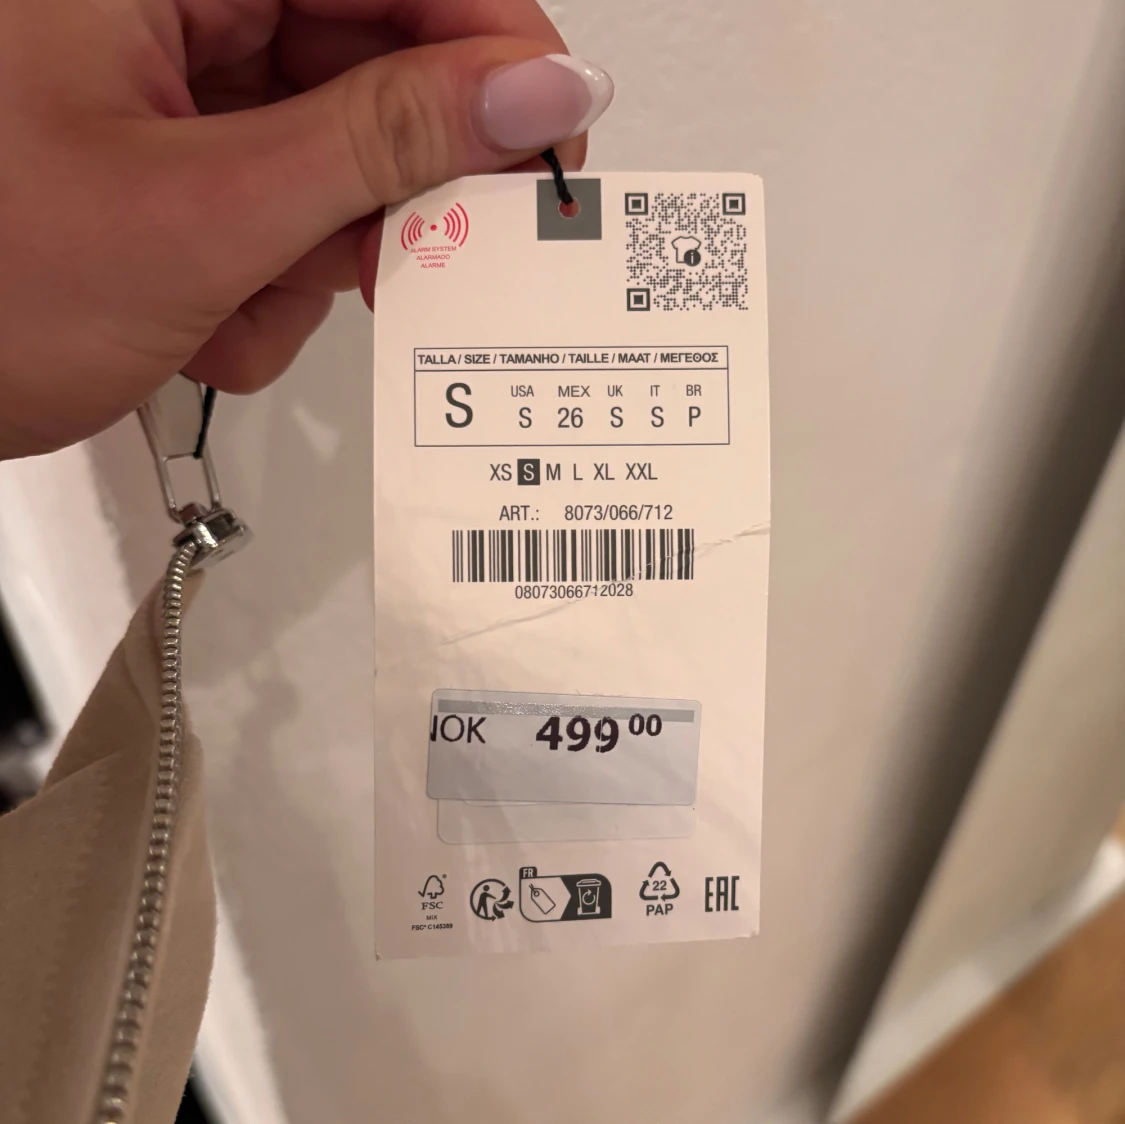 ALARM SYSTEM
ALARMADO
ALARME
TALLA / SIZE / TAMANHO / TAILLE / MAAT / ΜΕΓΕΘΟΣ
S
USA MEX UK IT BR
S 26 S S P
XS S M L XL XXL
ART.: 8073/066/712
08073066712028
NOK 499 00
FR
FSC
MIX
FSC® C145389
22
PAP
EAC